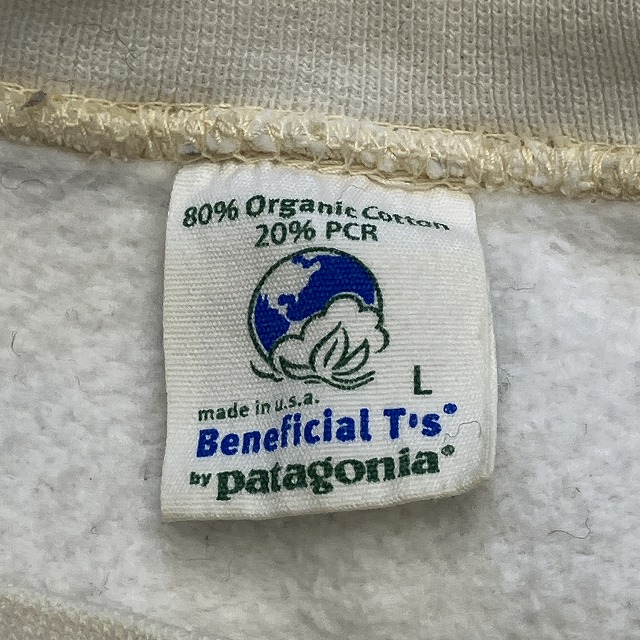 80% Organic Cotton
20% PCR
L
made in u.s.a.
Beneficial T's®
by patagonia®